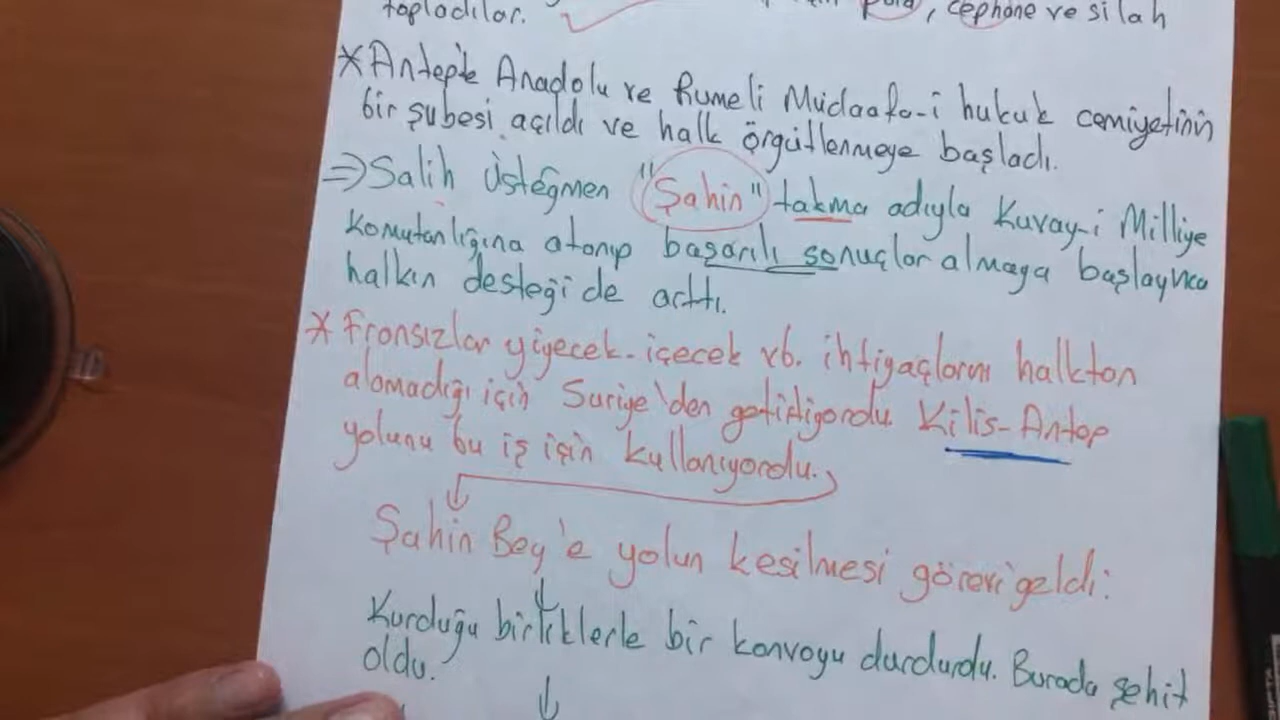 topladılar. para, cephane ve silah
*Antep'te Anadolu ve Rumeli Müdaafa-i hukuk cemiyetinin
bir şubesi açıldı ve halk örgütlenmeye başladı.
⇒Salih Üsteğmen "Şahin" takma adıyla Kuvay-i Milliye
komutanlığına atanıp başarılı sonuçlar almaya başlayınca
halkın desteği de arttı.
* Fransızlar yiyecek-içecek vb. ihtiyaçlarını halktan
alamadığı için Suriye'den getiriyordu Kilis-Antep
yolunu bu iş için kullanıyordu.
Şahin Bey'e yolun kesilmesi görevi geldi:
Kurduğu birliklerle bir konvoyu durdurdu. Burada şehit
oldu.